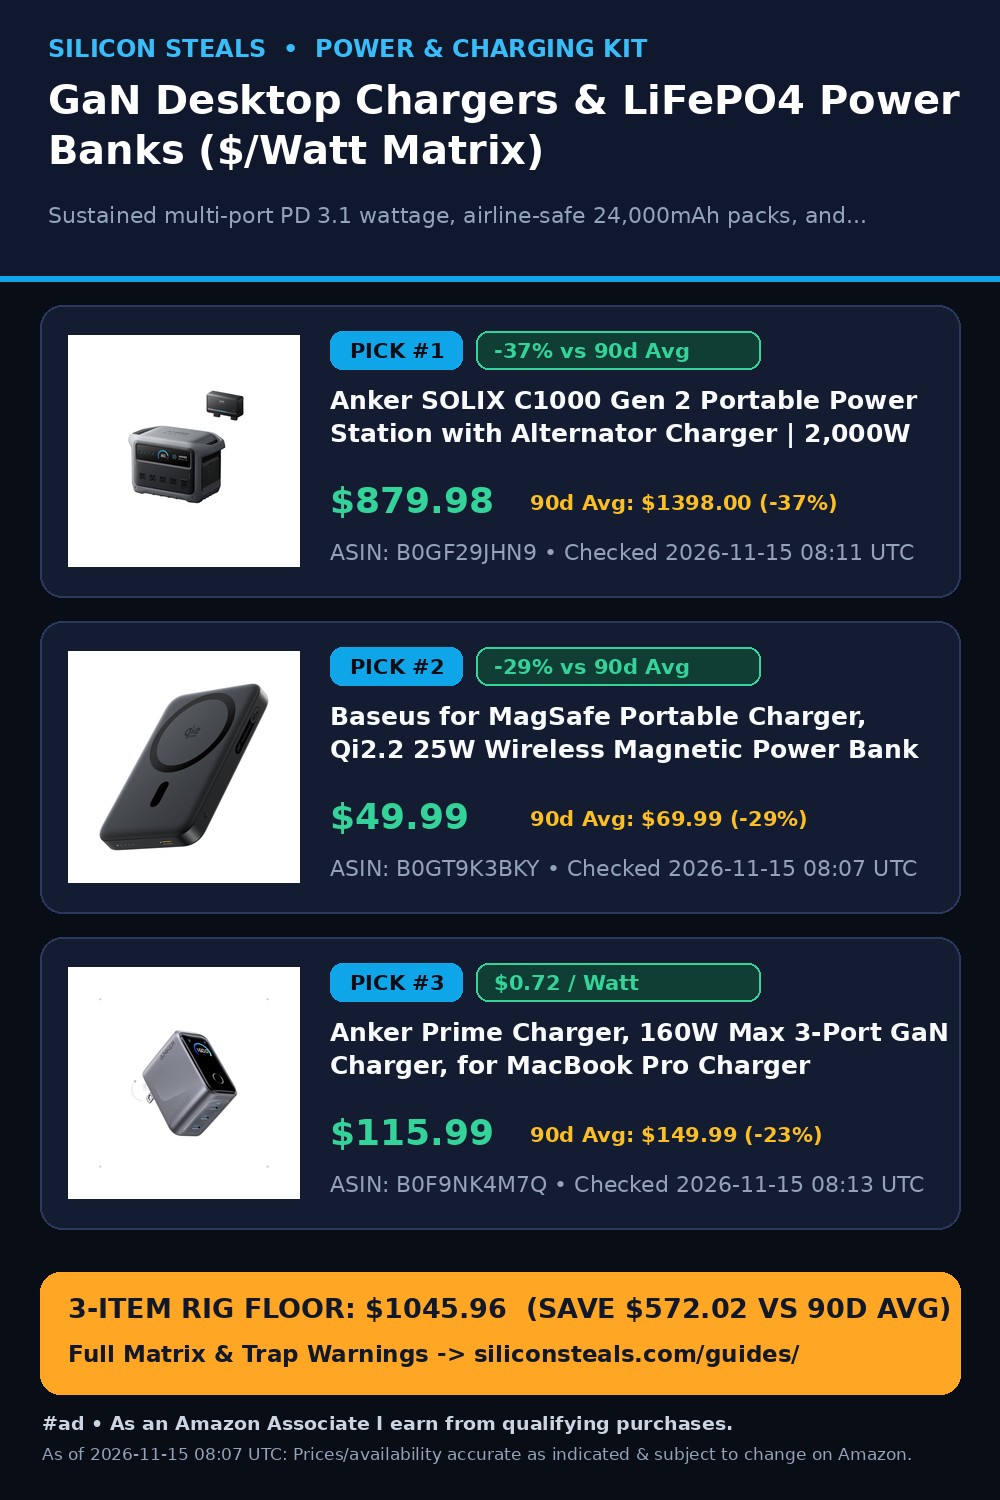 SILICON STEALS • POWER & CHARGING KIT
GaN Desktop Chargers & LiFePO4 Power
Banks ($/Watt Matrix)
Sustained multi-port PD 3.1 wattage, airline-safe 24,000mAh packs, and...
PICK #1
-37% vs 90d Avg
Anker SOLIX C1000 Gen 2 Portable Power
Station with Alternator Charger | 2,000W
$879.98
90d Avg: $1398.00 (-37%)
ASIN: B0GF29JHN9 • Checked 2026-11-15 08:11 UTC
PICK #2
-29% vs 90d Avg
Baseus for MagSafe Portable Charger,
Qi2.2 25W Wireless Magnetic Power Bank
$49.99
90d Avg: $69.99 (-29%)
ASIN: B0GT9K3BKY • Checked 2026-11-15 08:07 UTC
PICK #3
$0.72 / Watt
Anker Prime Charger, 160W Max 3-Port GaN
Charger, for MacBook Pro Charger
$115.99
90d Avg: $149.99 (-23%)
ASIN: B0F9NK4M7Q • Checked 2026-11-15 08:13 UTC
3-ITEM RIG FLOOR: $1045.96 (SAVE $572.02 VS 90D AVG)
Full Matrix & Trap Warnings -> siliconsteals.com/guides/
#ad • As an Amazon Associate I earn from qualifying purchases.
As of 2026-11-15 08:07 UTC: Prices/availability accurate as indicated & subject to change on Amazon.